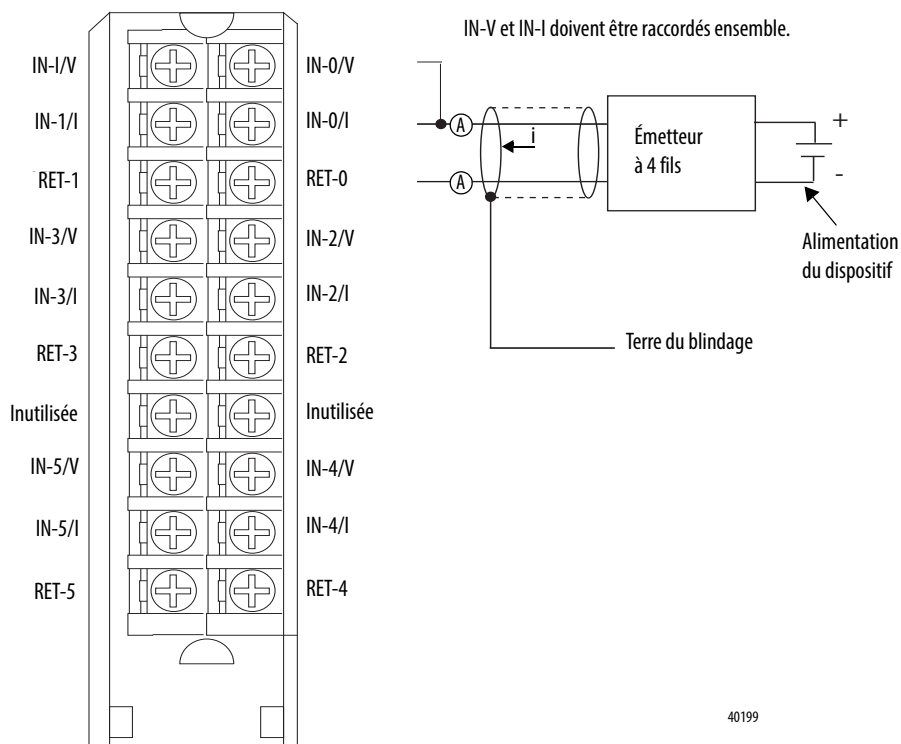 IN-V et IN-I doivent être raccordés ensemble.
IN-I/V
IN-0/V
IN-1/I
IN-0/I
RET-1
RET-0
IN-3/V
IN-2/V
IN-3/I
IN-2/I
RET-3
RET-2
Inutilisée
Inutilisée
IN-5/V
IN-4/V
IN-5/I
IN-4/I
RET-5
RET-4
A
i
A
Émetteur
à 4 fils
+
-
Alimentation
du dispositif
Terre du blindage
40199